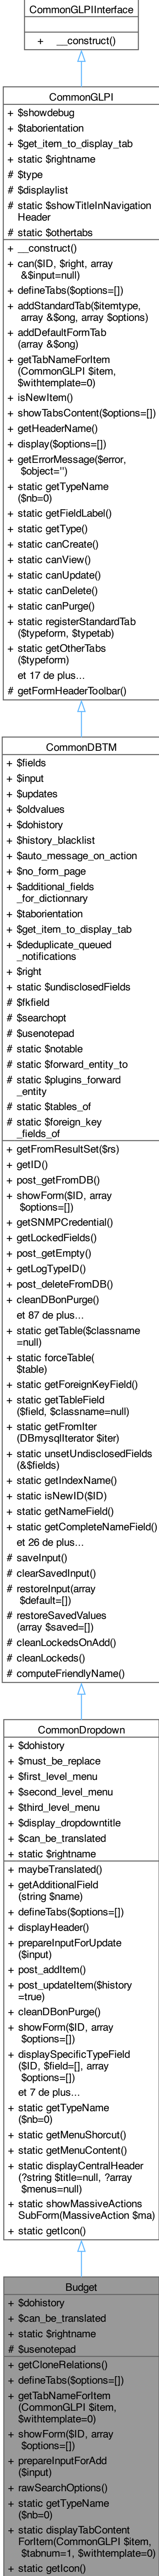 CommonGLPIInterface
+ __construct()
CommonGLPI
+ $showdebug
+ $taborientation
+ $get_item_to_display_tab
+ static $rightname
# $type
# $displaylist
# static $showTitleInNavigation
Header
# static $othertabs
+ __construct()
+ can($ID, $right, array
&$input=null)
+ defineTabs($options=[])
+ addStandardTab($itemtype,
array &$ong, array $options)
+ addDefaultFormTab
(array &$ong)
+ getTabNameForItem
(CommonGLPI $item,
$withtemplate=0)
+ isNewItem()
+ showTabsContent($options=[])
+ getHeaderName()
+ display($options=[])
+ getErrorMessage($error,
$object='')
+ static getTypeName
($nb=0)
+ static getFieldLabel()
+ static getType()
+ static canCreate()
+ static canView()
+ static canUpdate()
+ static canDelete()
+ static canPurge()
+ static registerStandardTab
($typeform, $typetab)
+ static getOtherTabs
($typeform)
et 17 de plus...
# getFormHeaderToolbar()
CommonDBTM
+ $fields
+ $input
+ $updates
+ $oldvalues
+ $dohistory
+ $history_blacklist
+ $auto_message_on_action
+ $no_form_page
+ $additional_fields
_for_dictionnary
+ $taborientation
+ $get_item_to_display_tab
+ $deduplicate_queued
_notifications
+ $right
+ static $undisclosedFields
# $fkfield
# $searchopt
# $usenotepad
# static $notable
# static $forward_entity_to
# static $plugins_forward
_entity
# static $tables_of
# static $foreign_key
_fields_of
+ getFromResultSet($rs)
+ getID()
+ post_getFromDB()
+ showForm($ID, array
$options=[])
+ getSNMPCredential()
+ getLockedFields()
+ post_getEmpty()
+ getLogTypeID()
+ post_deleteFromDB()
+ cleanDBonPurge()
et 87 de plus...
+ static getTable($classname
=null)
+ static forceTable(
$table)
+ static getForeignKeyField()
+ static getTableField
($field, $classname=null)
+ static getFromIter
(DBmysqlIterator $iter)
+ static unsetUndisclosedFields
(&$fields)
+ static getIndexName()
+ static isNewID($ID)
+ static getNameField()
+ static getCompleteNameField()
et 26 de plus...
# saveInput()
# clearSavedInput()
# restoreInput(array
$default=[])
# restoreSavedValues
(array $saved=[])
# cleanLockedsOnAdd()
# cleanLockeds()
# computeFriendlyName()
CommonDropdown
+ $dohistory
+ $must_be_replace
+ $first_level_menu
+ $second_level_menu
+ $third_level_menu
+ $display_dropdowntitle
+ $can_be_translated
+ static $rightname
+ maybeTranslated()
+ getAdditionalField
(string $name)
+ defineTabs($options=[])
+ displayHeader()
+ prepareInputForUpdate
($input)
+ post_addItem()
+ post_updateItem($history
=true)
+ cleanDBonPurge()
+ showForm($ID, array
$options=[])
+ displaySpecificTypeField
($ID, $field=[], array
$options=[])
et 7 de plus...
+ static getTypeName
($nb=0)
+ static getMenuShorcut()
+ static getMenuContent()
+ static displayCentralHeader
(?string $title=null, ?array
$menus=null)
+ static showMassiveActions
SubForm(MassiveAction $ma)
+ static getIcon()
Budget
+ $dohistory
+ $can_be_translated
+ static $rightname
# $usenotepad
+ getCloneRelations()
+ defineTabs($options=[])
+ getTabNameForItem
(CommonGLPI $item,
$withtemplate=0)
+ showForm($ID, array
$options=[])
+ prepareInputForAdd
($input)
+ rawSearchOptions()
+ static getTypeName
($nb=0)
+ static displayTabContent
ForItem(CommonGLPI $item,
$tabnum=1, $withtemplate=0)
+ static getIcon()